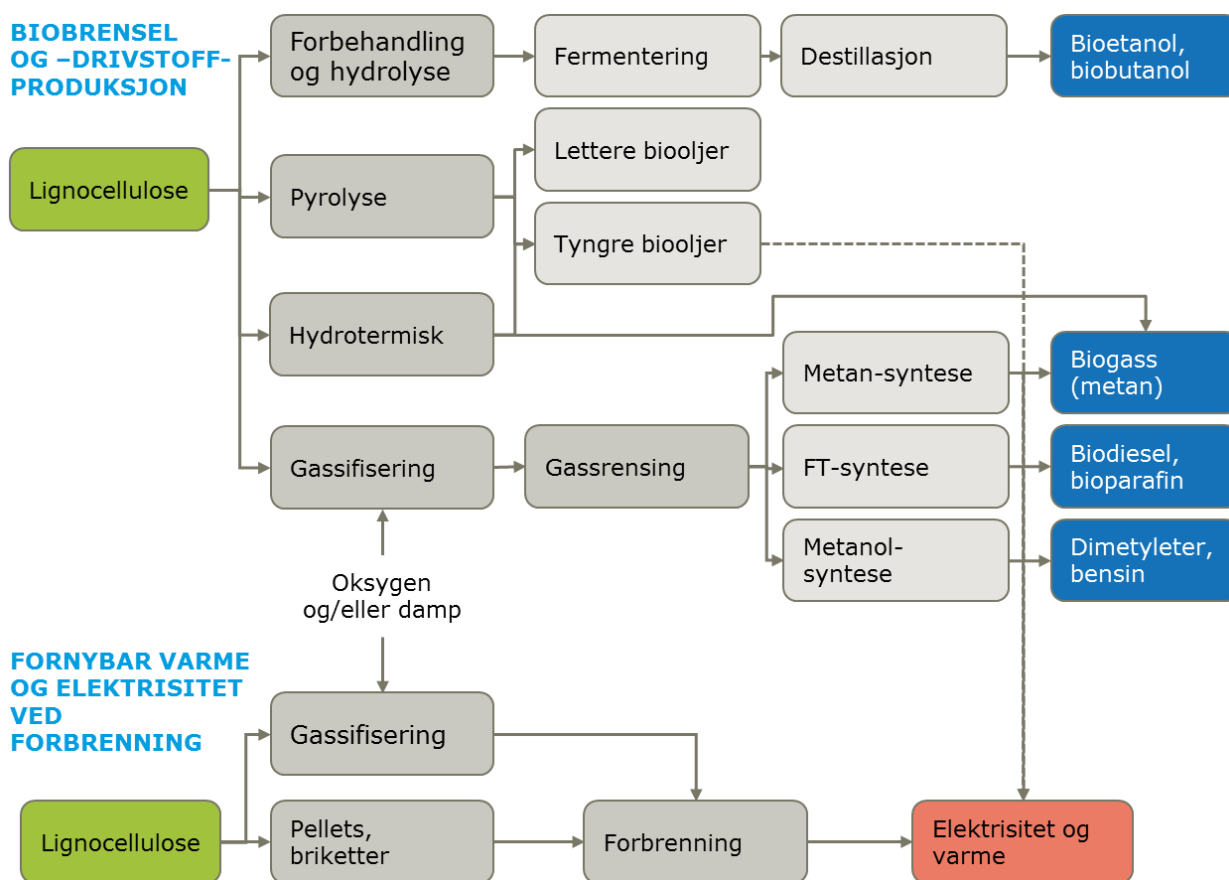 BIOBRENSEL
OG –DRIVSTOFF-
PRODUKSJON
Forbehandling
og hydrolyse
Fermentering
Destillasjon
Bioetanol,
biobutanol
Lignocellulose
Pyrolyse
Lettere biooljer
Tyngre biooljer
Hydrotermisk
Metan-syntese
Biogass
(metan)
Gassifisering
Gassrensing
FT-syntese
Biodiesel,
bioparafin
Metanol-
syntese
Dimetyleter,
bensin
Oksygen
og/eller damp
FORNYBAR VARME
OG ELEKTRISITET
VED
FORBRENNING
Gassifisering
Lignocellulose
Pellets,
briketter
Forbrenning
Elektrisitet og
varme